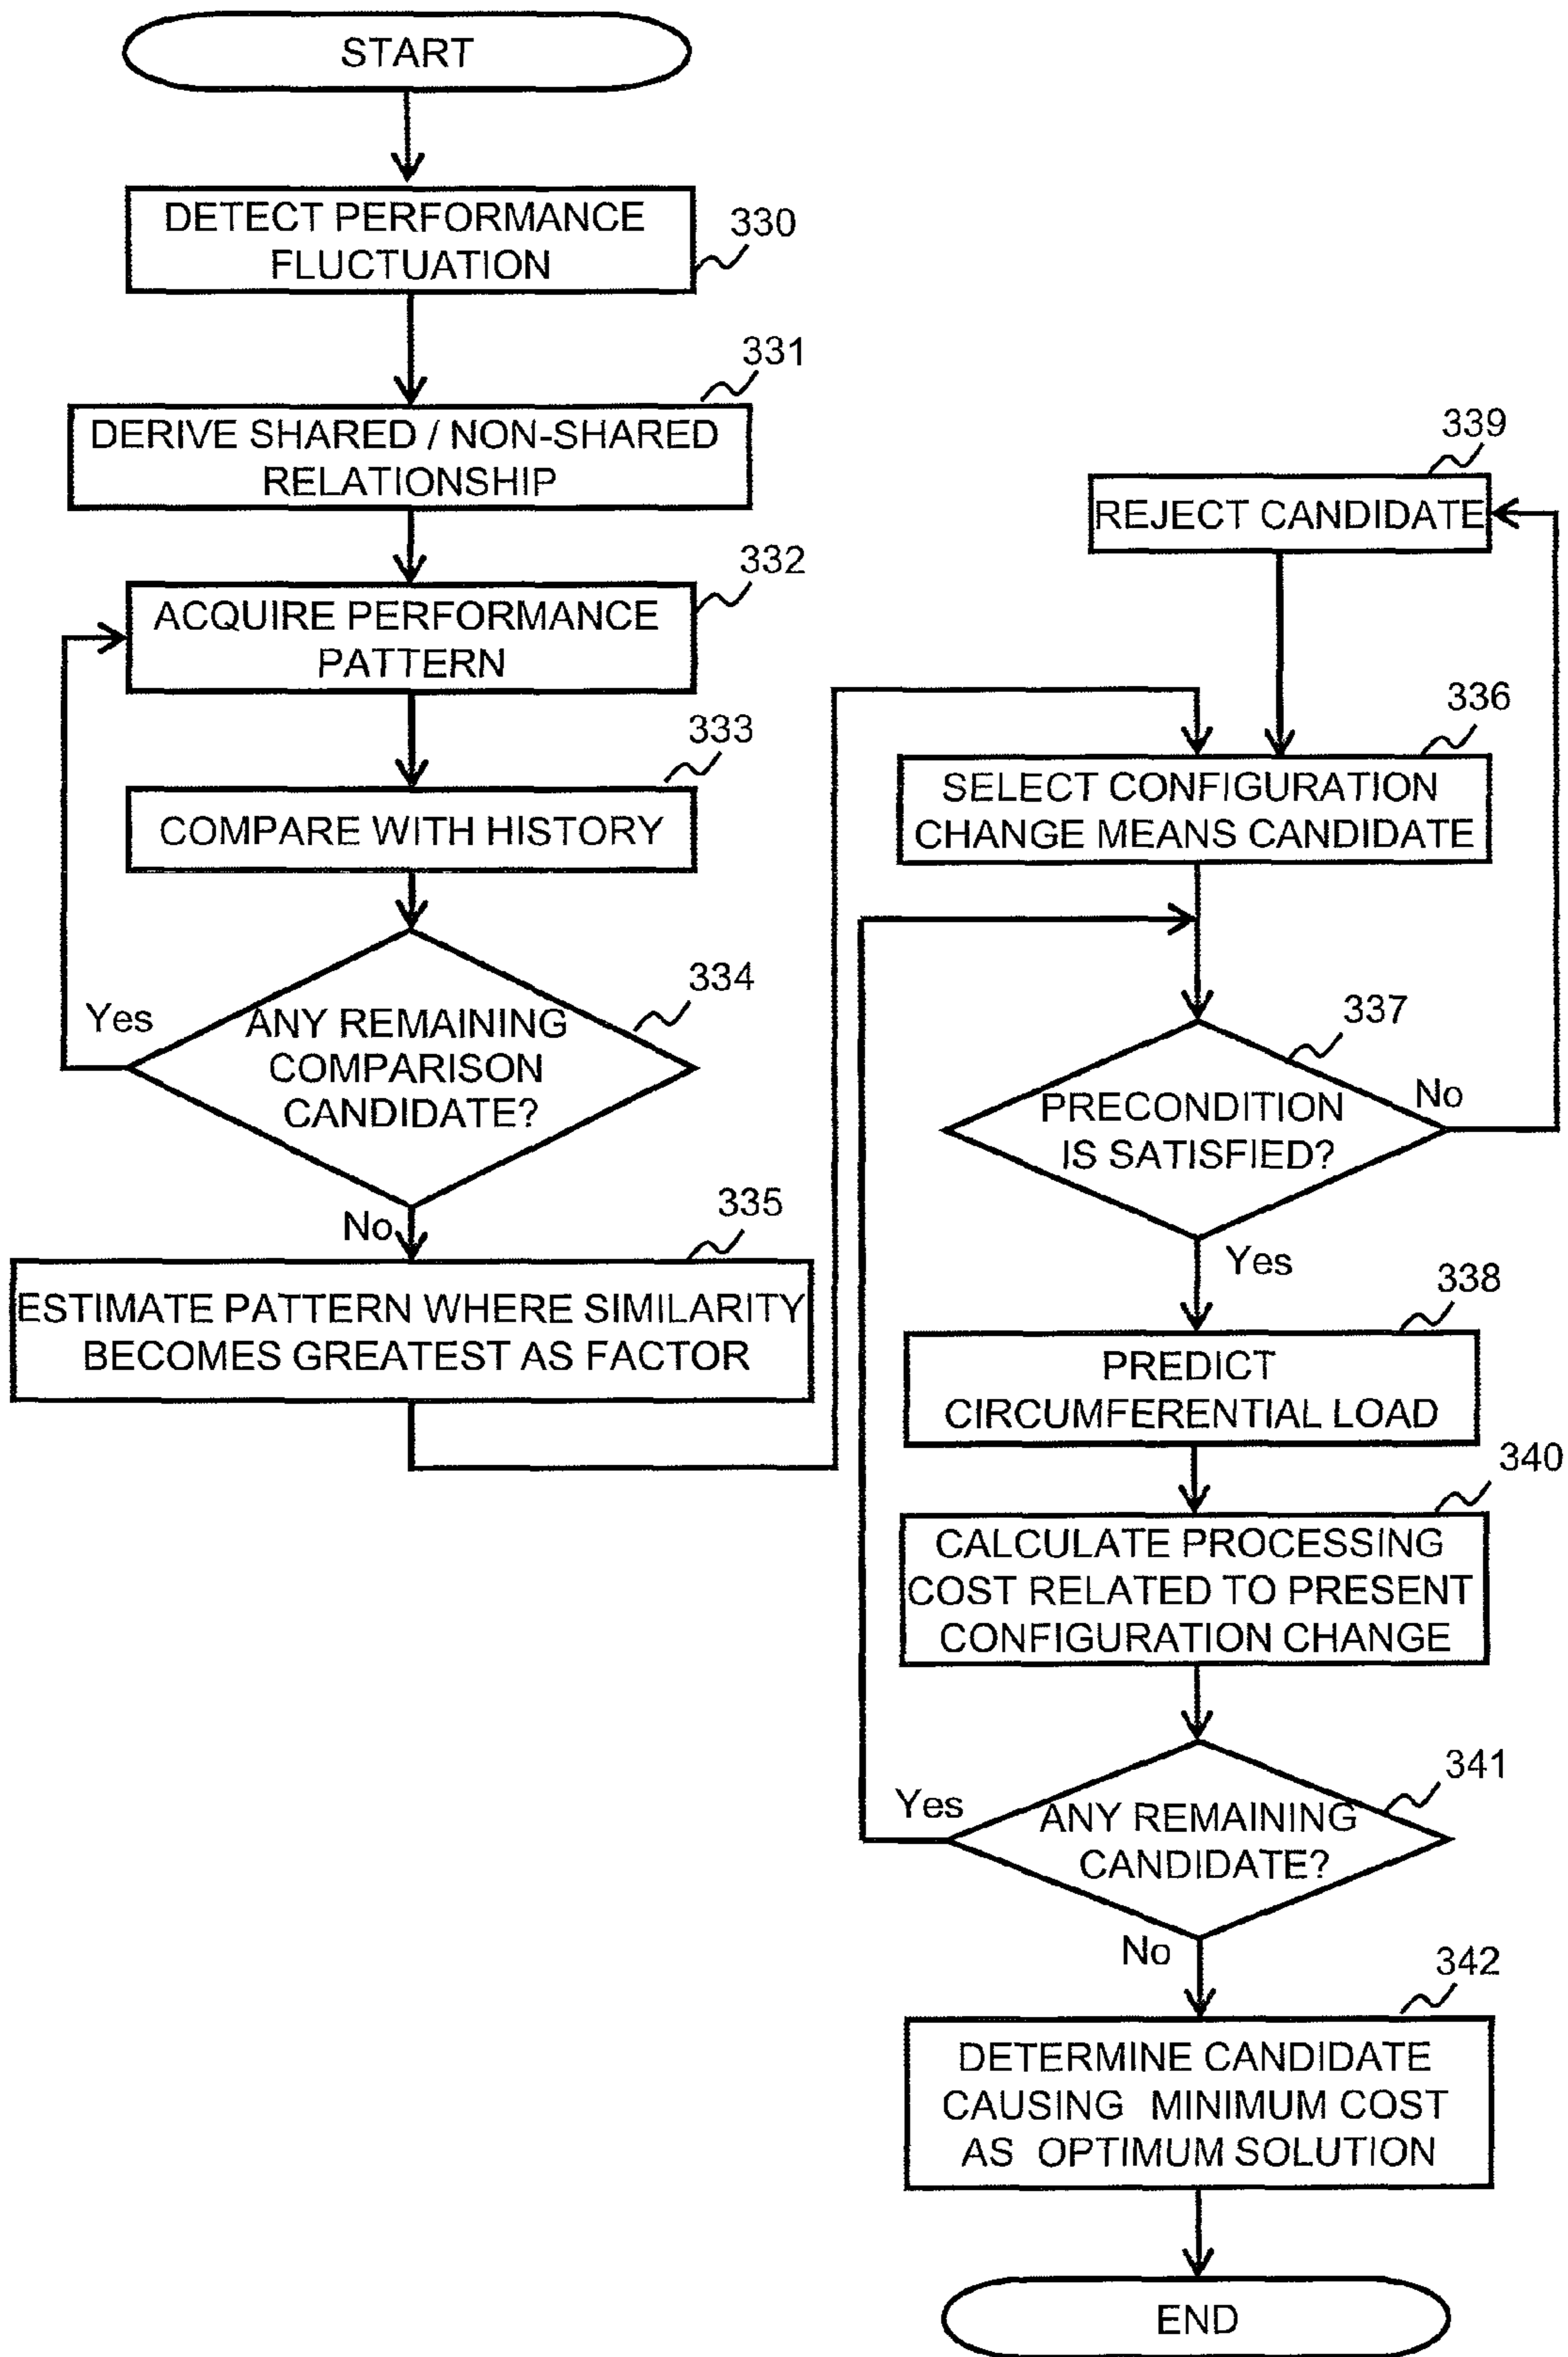 START
DETECT PERFORMANCE
FLUCTUATION
330
331
DERIVE SHARED / NON-SHARED
RELATIONSHIP
332
ACQUIRE PERFORMANCE
PATTERN
333
COMPARE WITH HISTORY
334
Yes
ANY REMAINING
COMPARISON
CANDIDATE?
No
335
ESTIMATE PATTERN WHERE SIMILARITY
BECOMES GREATEST AS FACTOR
339
REJECT CANDIDATE
336
SELECT CONFIGURATION
CHANGE MEANS CANDIDATE
337
PRECONDITION
IS SATISFIED?
No
Yes
338
PREDICT
CIRCUMFERENTIAL LOAD
340
CALCULATE PROCESSING
COST RELATED TO PRESENT
CONFIGURATION CHANGE
341
Yes
ANY REMAINING
CANDIDATE?
No
342
DETERMINE CANDIDATE
CAUSING MINIMUM COST
AS OPTIMUM SOLUTION
END